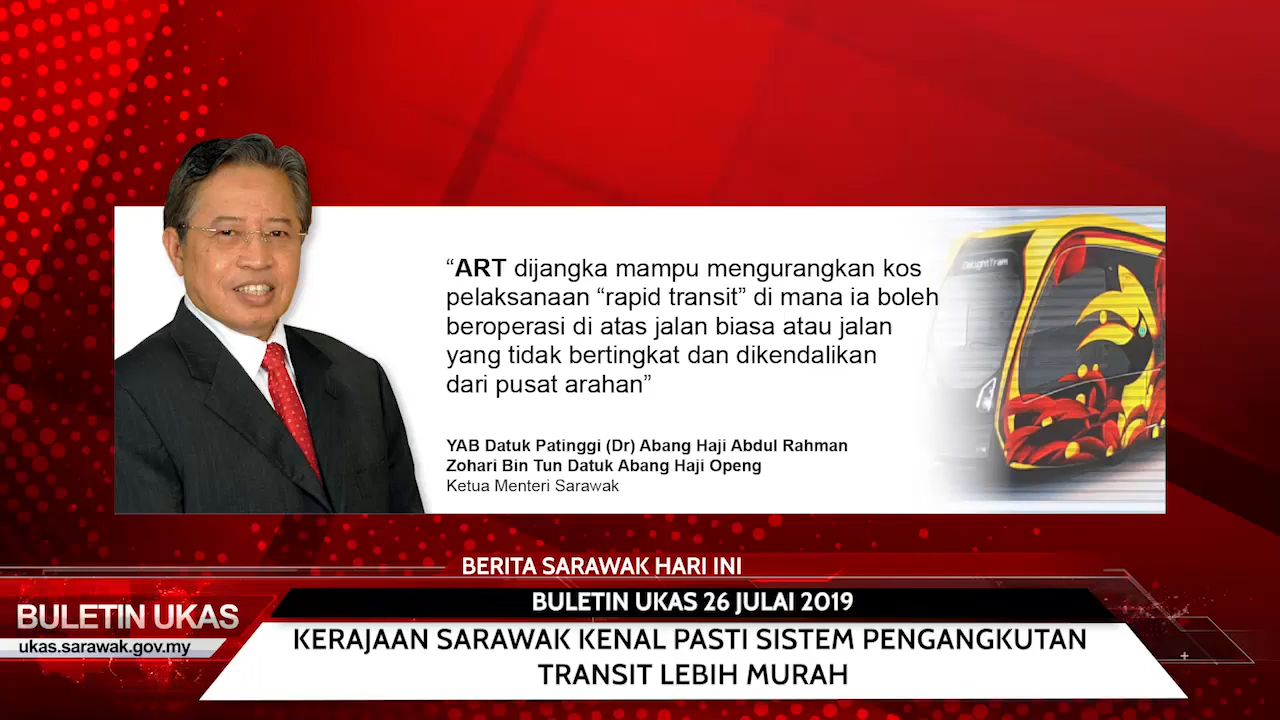 “ART dijangka mampu mengurangkan kos
pelaksanaan “rapid transit” di mana ia boleh
beroperasi di atas jalan biasa atau jalan
yang tidak bertingkat dan dikendalikan
dari pusat arahan”
YAB Datuk Patinggi (Dr) Abang Haji Abdul Rahman
Zohari Bin Tun Datuk Abang Haji Openg
Ketua Menteri Sarawak
BERITA SARAWAK HARI INI
BULETIN UKAS 26 JULAI 2019
BULETIN UKAS
ukas.sarawak.gov.my
KERAJAAN SARAWAK KENAL PASTI SISTEM PENGANGKUTAN
TRANSIT LEBIH MURAH